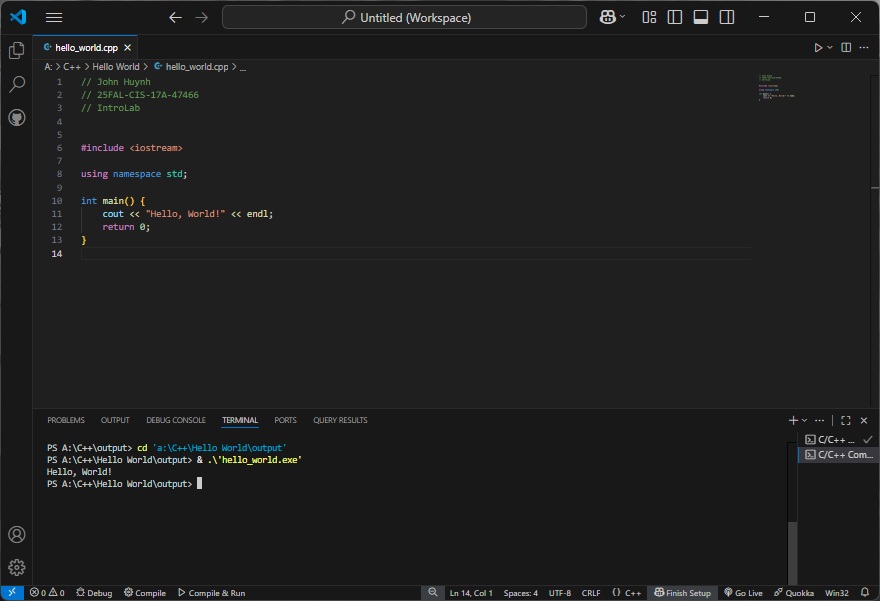 Untitled (Workspace)
hello_world.cpp
A: > C++ > Hello World > hello_world.cpp > ...
1 // John Huynh
2 // 25FAL-CIS-17A-47466
3 // IntroLab
4
5
6 #include <iostream>
7
8 using namespace std;
9
10 int main() {
11 cout << "Hello, World!" << endl;
12 return 0;
13 }
14
PROBLEMS OUTPUT DEBUG CONSOLE TERMINAL PORTS QUERY RESULTS
C/C++ ...
C/C++ Com...
PS A:\C++\output> cd 'a:\C++\Hello World\output'
PS A:\C++\Hello World\output> & .\'hello_world.exe'
Hello, World!
PS A:\C++\Hello World\output>
0 0 Debug Compile Compile & Run Ln 14, Col 1 Spaces: 4 UTF-8 CRLF {} C++ Finish Setup Go Live Quokka Win32